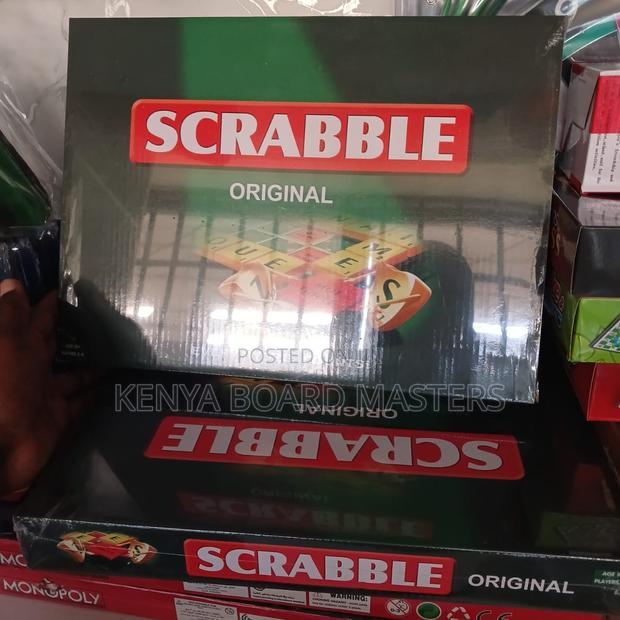 SCRABBLE
ORIGINAL
POSTED ON
KENYA BOARD MASTERS
ORIGINAL
SCRABBLE
SCRABBLE
ORIGINAL
MONOPOLY
WARNING: